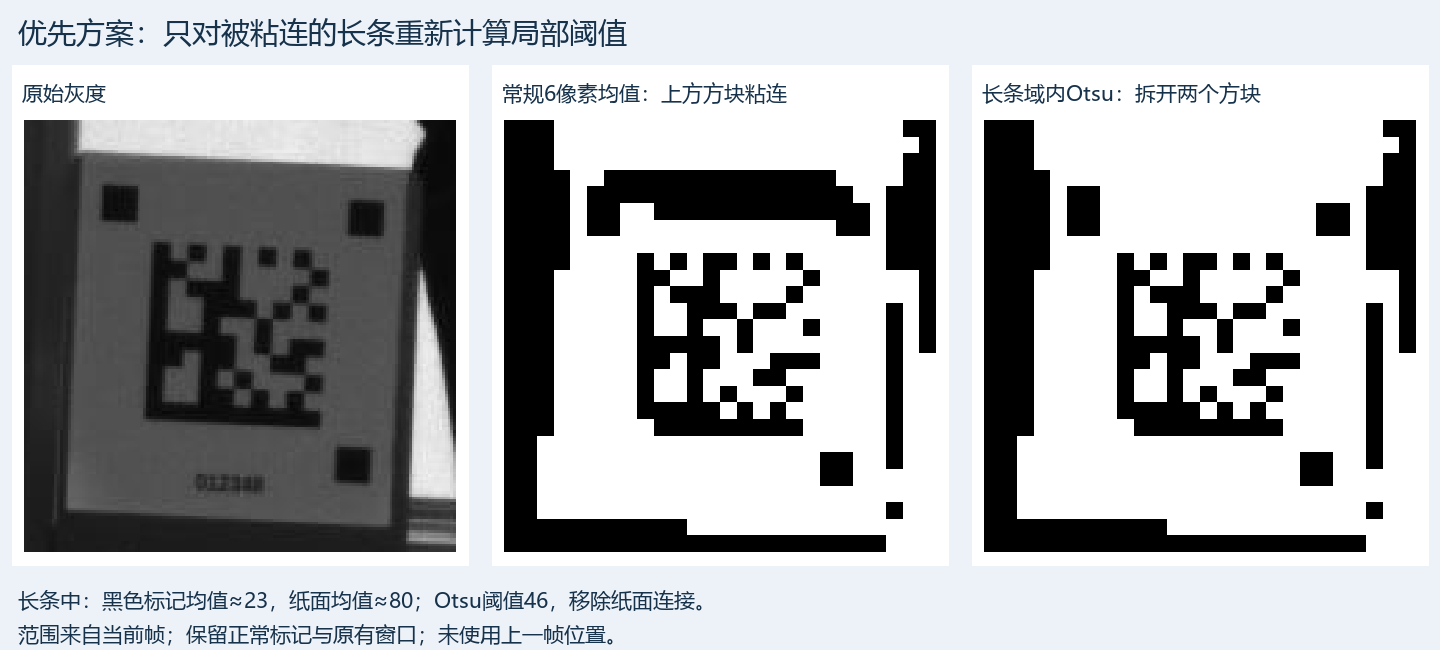 优先方案：只对被粘连的长条重新计算局部阈值
原始灰度
常规6像素均值：上方方块粘连
长条域内Otsu：拆开两个方块
012348
长条中：黑色标记均值≈23，纸面均值≈80；Otsu阈值46，移除纸面连接。
范围来自当前帧；保留正常标记与原有窗口；未使用上一帧位置。